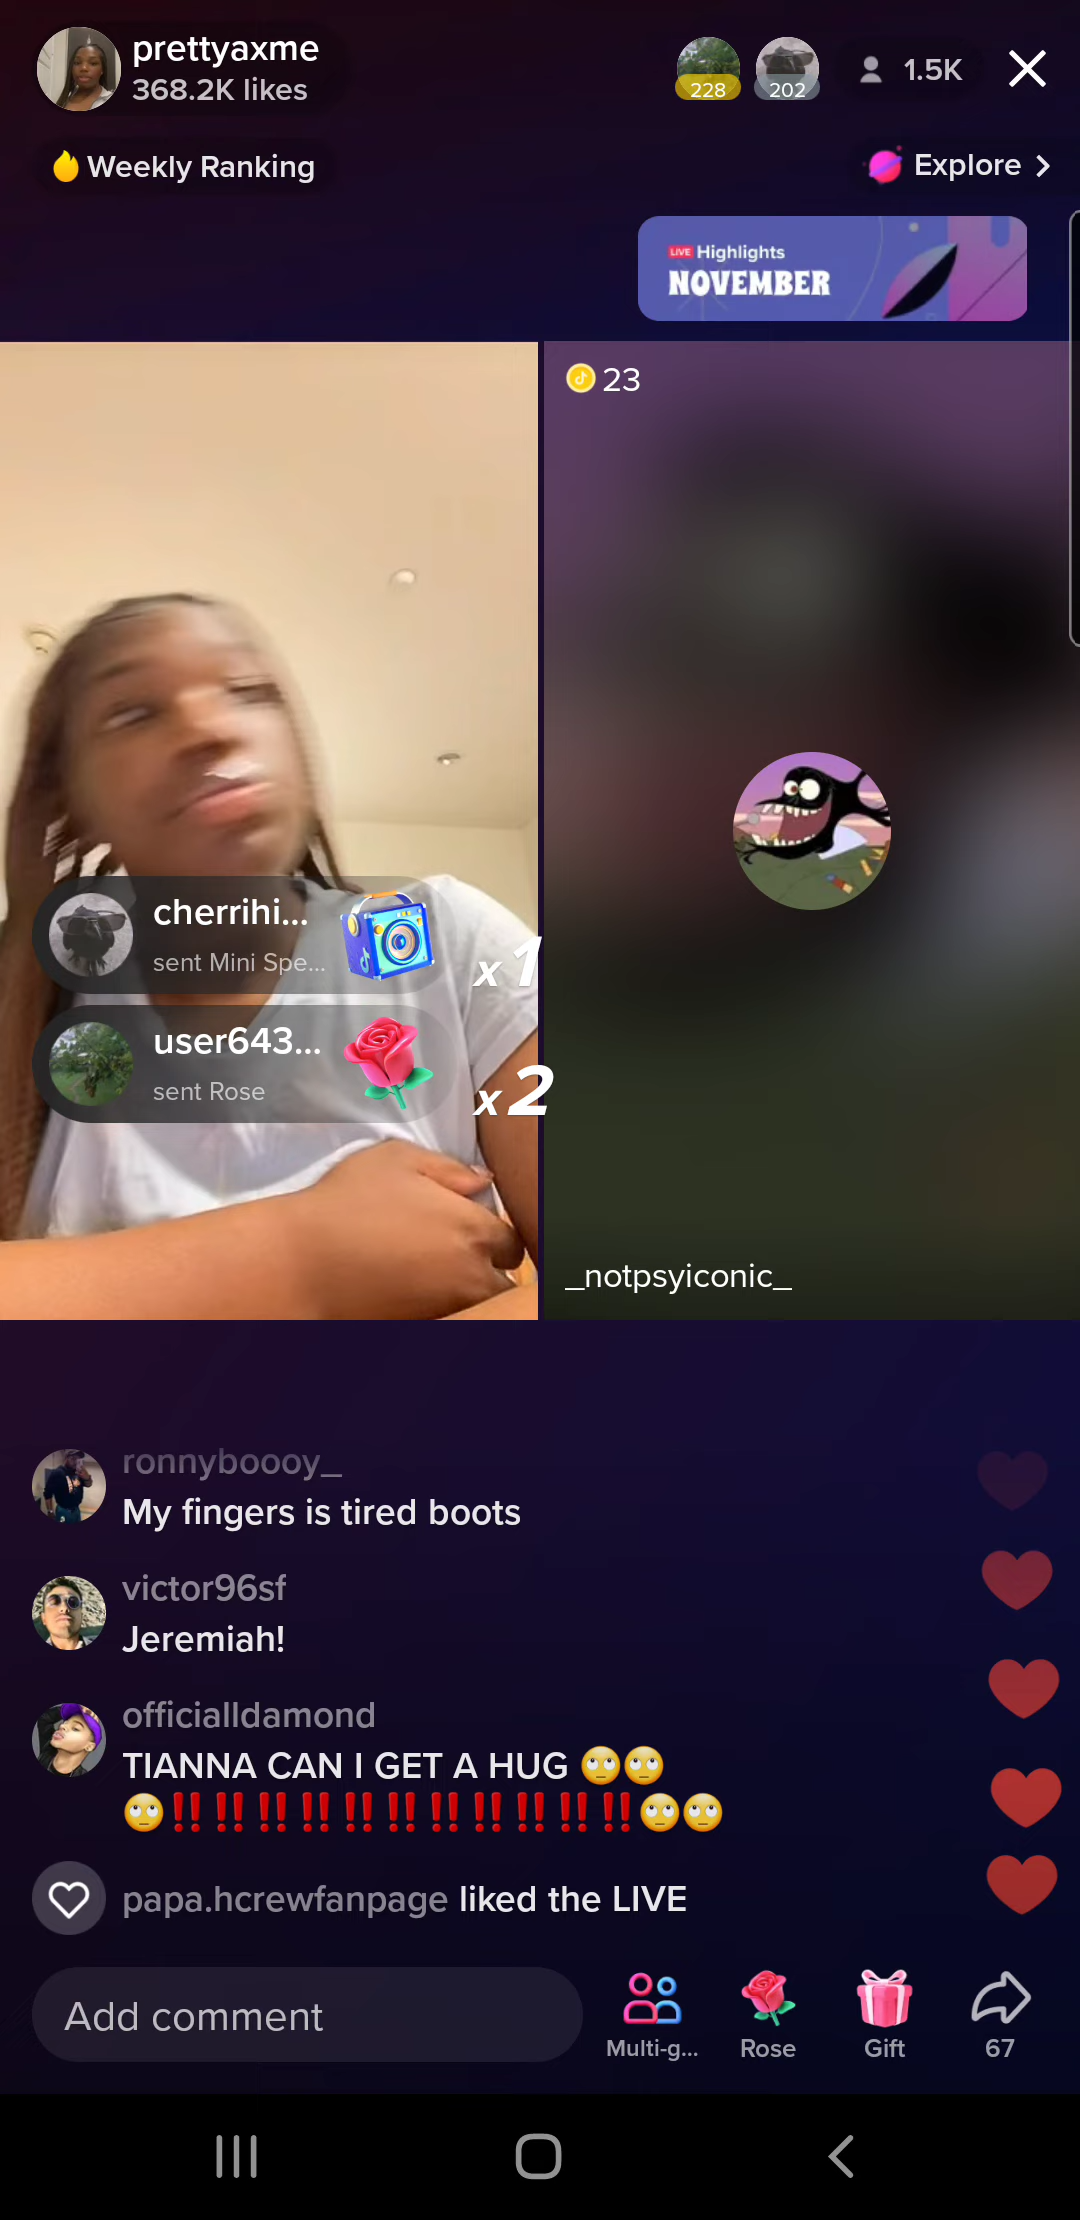 prettyaxme
368.2K likes
228
202
1.5K
Weekly Ranking
Explore
LIVE Highlights
NOVEMBER
23
cherrihi...
sent Mini Spe...
x1
user643...
sent Rose
x2
_notpsyiconic_
ronnyboooy_
My fingers is tired boots
victor96sf
Jeremiah!
officialldamond
TIANNA CAN I GET A HUG 🙄🙄
🙄‼️‼️‼️‼️‼️‼️‼️‼️‼️‼️‼️🙄🙄
papa.hcrewfanpage liked the LIVE
Add comment
Multi-g...
Rose
Gift
67